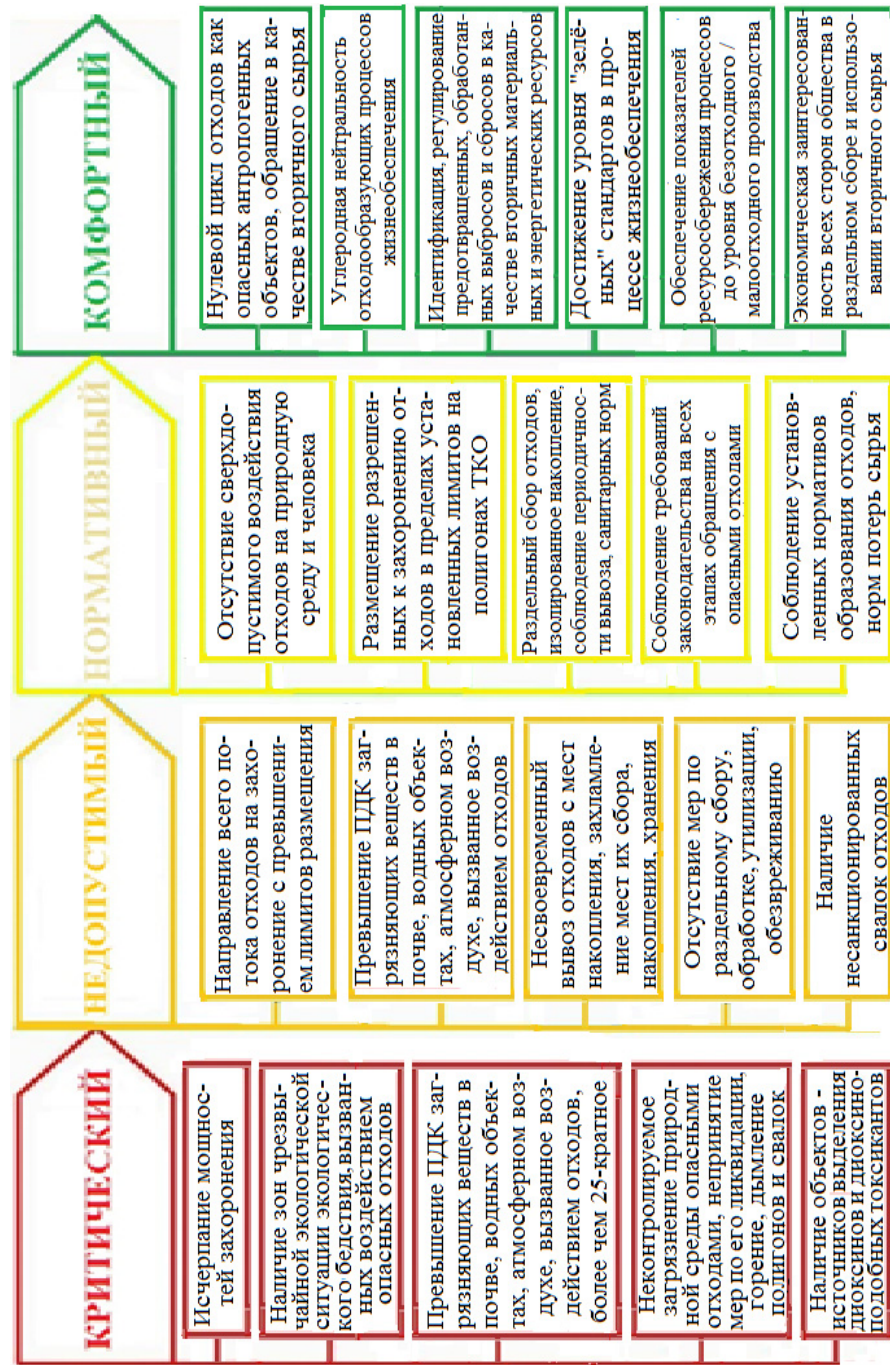 КРИТИЧЕСКИЙ
Исчерпание мощнос-
тей захоронения
Наличие зон чрезвы-
чайной экологической
ситуации экологичес-
кого бедствия, вызван-
ных воздействием
опасных отходов
Превышение ПДК заг-
рязняющих веществ в
почве, водных объек-
тах, атмосферном воз-
духе, вызванное воз-
действием отходов,
более чем 25-кратное
Неконтролируемое
загрязнение природ-
ной среды опасными
отходами, непринятие
мер по его ликвидации,
горение, дымление
полигонов и свалок
Наличие объектов -
источников выделения
диоксинов и диоксино-
подобных токсикантов
НЕДОПУСТИМЫЙ
Направление всего по-
тока отходов на захо-
ронение с превышени-
ем лимитов размещения
Превышение ПДК заг-
рязняющих веществ в
почве, водных объек-
тах, атмосферном воз-
духе, вызванное воз-
действием отходов
Несвоевременный
вывоз отходов с мест
накопления, захламле-
ние мест их сбора,
накопления, хранения
Отсутствие мер по
раздельному сбору,
обработке, утилизации,
обезвреживанию
Наличие
несанкционированных
свалок отходов
НОРМАТИВНЫЙ
Отсутствие сверхдо-
пустимого воздействия
отходов на природную
среду и человека
Размещение разрешен-
ных к захоронению от-
ходов в пределах уста-
новленных лимитов на
полигонах ТКО
Раздельный сбор отходов,
изолированное накопление,
соблюдение периодичнос-
ти вывоза, санитарных норм
Соблюдение требований
законодательства на всех
этапах обращения с
опасными отходами
Соблюдение установ-
ленных нормативов
образования отходов,
норм потерь сырья
КОМФОРТНЫЙ
Нулевой цикл отходов как
опасных антропогенных
объектов, обращение в ка-
честве вторичного сырья
Углеродная нейтральность
отходообразующих процессов
жизнеобеспечения
Идентификация, регулирование
предотвращенных, обработан-
ных выбросов и сбросов в ка-
честве вторичных материаль-
ных и энергетических ресурсов
Достижение уровня "зелё-
ных" стандартов в про-
цессе жизнеобеспечения
Обеспечение показателей
ресурсосбережения процессов
до уровня безотходного /
малоотходного производства
Экономическая заинтересован-
ность всех сторон общества в
раздельном сборе и использо-
вании вторичного сырья